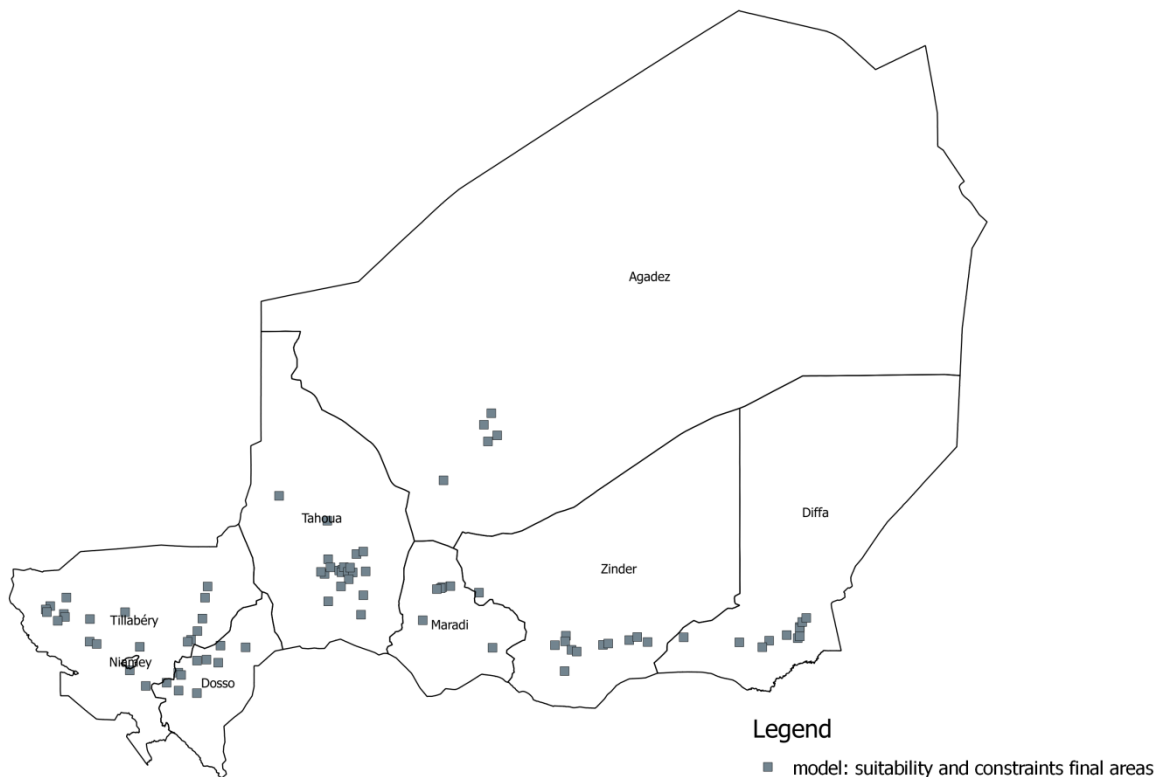 Agadez
Diffa
Tahoua
Zinder
Tillabéry
Maradi
Niamey
Dosso
Legend
model: suitability and constraints final areas